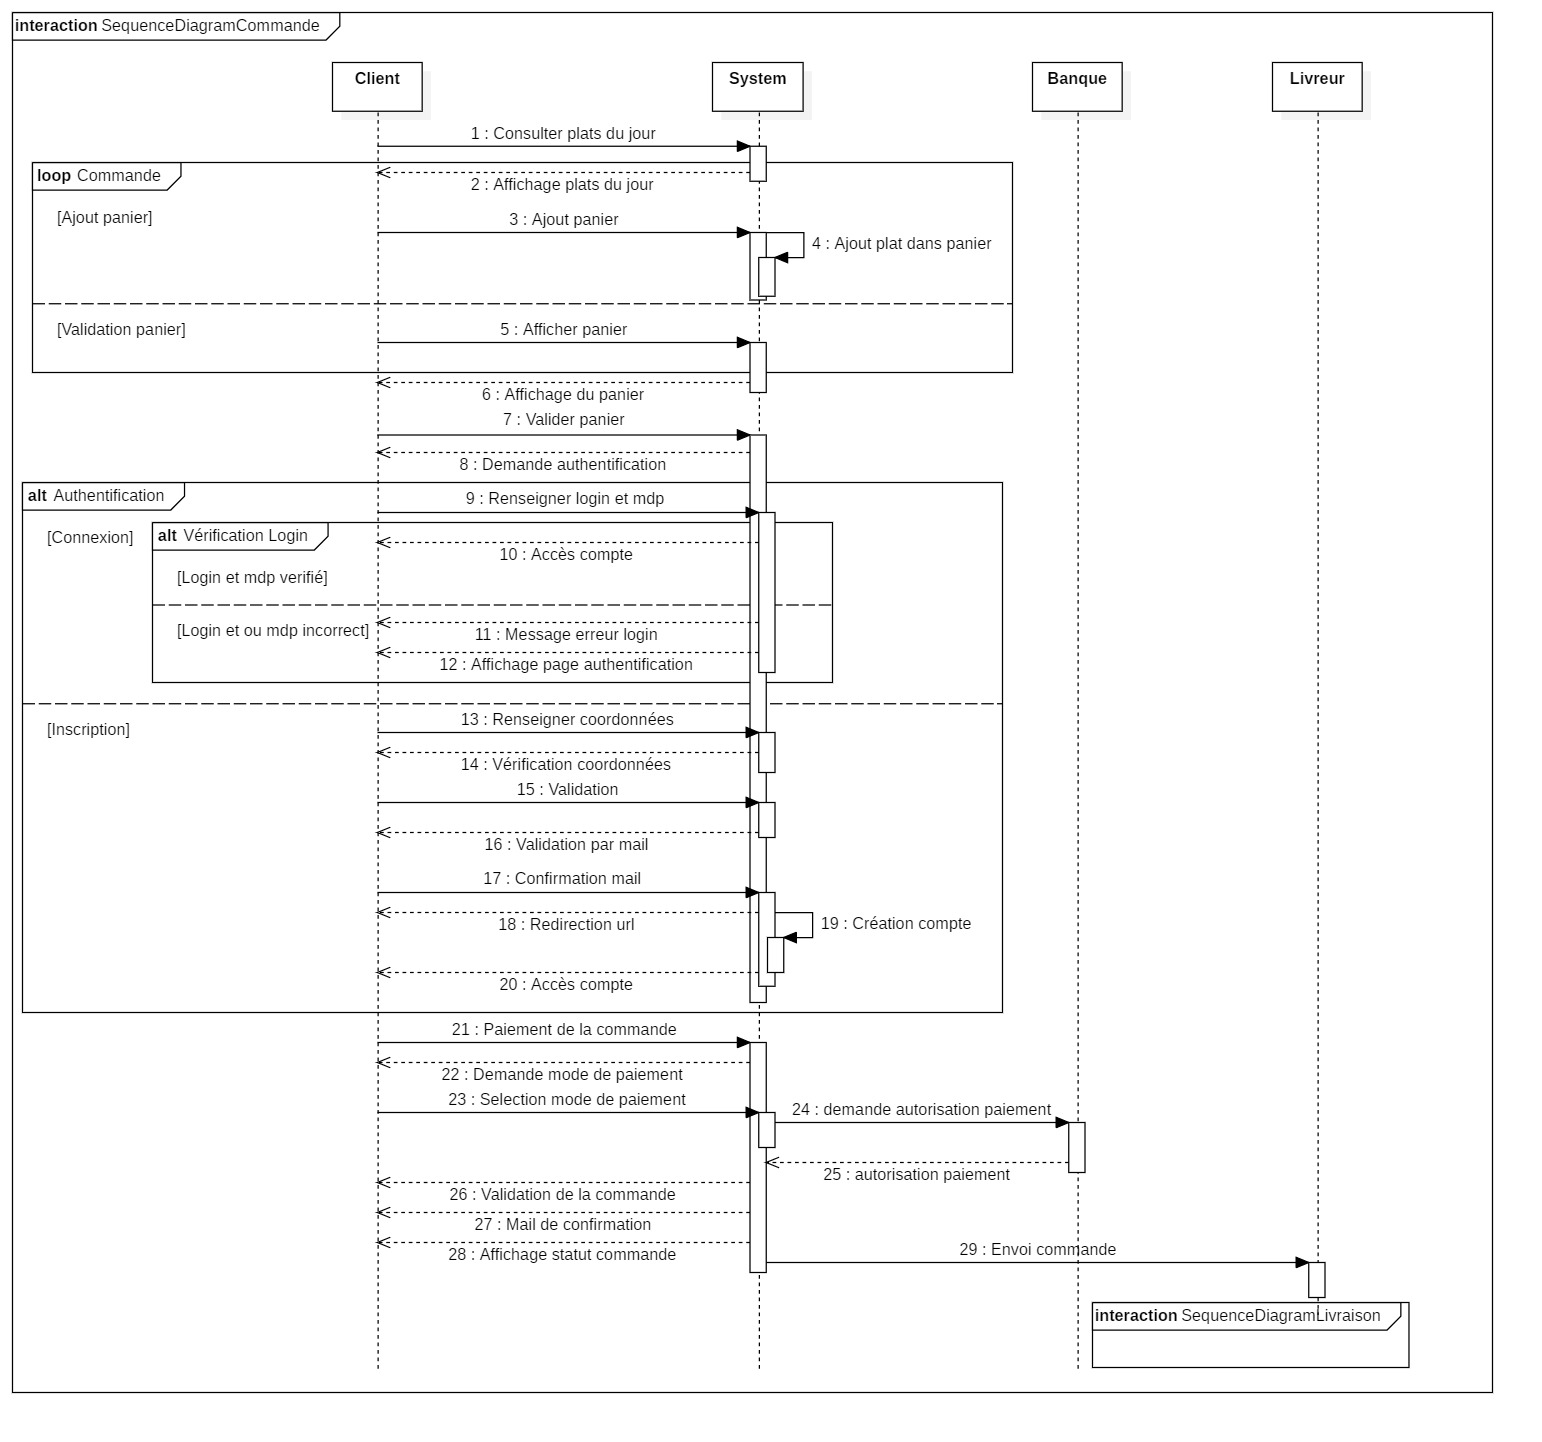 interaction SequenceDiagramCommande
Client
System
Banque
Livreur
1 : Consulter plats du jour
loop Commande
2 : Affichage plats du jour
[Ajout panier]
3 : Ajout panier
4 : Ajout plat dans panier
[Validation panier]
5 : Afficher panier
6 : Affichage du panier
7 : Valider panier
8 : Demande authentification
alt Authentification
9 : Renseigner login et mdp
[Connexion]
alt Vérification Login
10 : Accès compte
[Login et mdp verifié]
[Login et ou mdp incorrect]
11 : Message erreur login
12 : Affichage page authentification
[Inscription]
13 : Renseigner coordonnées
14 : Vérification coordonnées
15 : Validation
16 : Validation par mail
17 : Confirmation mail
18 : Redirection url
19 : Création compte
20 : Accès compte
21 : Paiement de la commande
22 : Demande mode de paiement
23 : Selection mode de paiement
24 : demande autorisation paiement
25 : autorisation paiement
26 : Validation de la commande
27 : Mail de confirmation
28 : Affichage statut commande
29 : Envoi commande
interaction SequenceDiagramLivraison